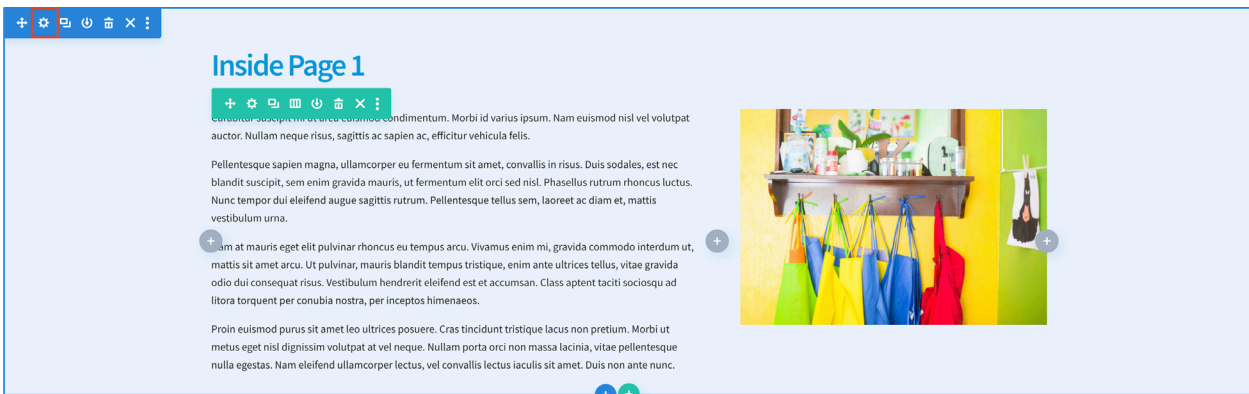 Inside Page 1
condimentum. Morbi id varius ipsum. Nam euismod nisl vel volutpat
auctor. Nullam neque risus, sagittis ac sapien ac, efficitur vehicula felis.
Pellentesque sapien magna, ullamcorper eu fermentum sit amet, convallis in risus. Duis sodales, est nec
blandit suscipit, sem enim gravida mauris, ut fermentum elit orci sed nisl. Phasellus rutrum rhoncus luctus.
Nunc tempor dui eleifend augue sagittis rutrum. Pellentesque tellus sem, laoreet ac diam et, mattis
vestibulum urna.
at mauris eget elit pulvinar rhoncus eu tempus arcu. Vivamus enim mi, gravida commodo interdum ut,
mattis sit amet arcu. Ut pulvinar, mauris blandit tempus tristique, enim ante ultrices tellus, vitae gravida
odio dui consequat risus. Vestibulum hendrerit eleifend est et accumsan. Class aptent taciti sociosqu ad
litora torquent per conubia nostra, per inceptos himenaeos.
Proin euismod purus sit amet leo ultrices posuere. Cras tincidunt tristique lacus non pretium. Morbi ut
metus eget nisl dignissim volutpat at vel neque. Nullam porta orci non massa lacinia, vitae pellentesque
nulla egestas. Nam eleifend ullamcorper lectus, vel convallis lectus iaculis sit amet. Duis non ante nunc.
G